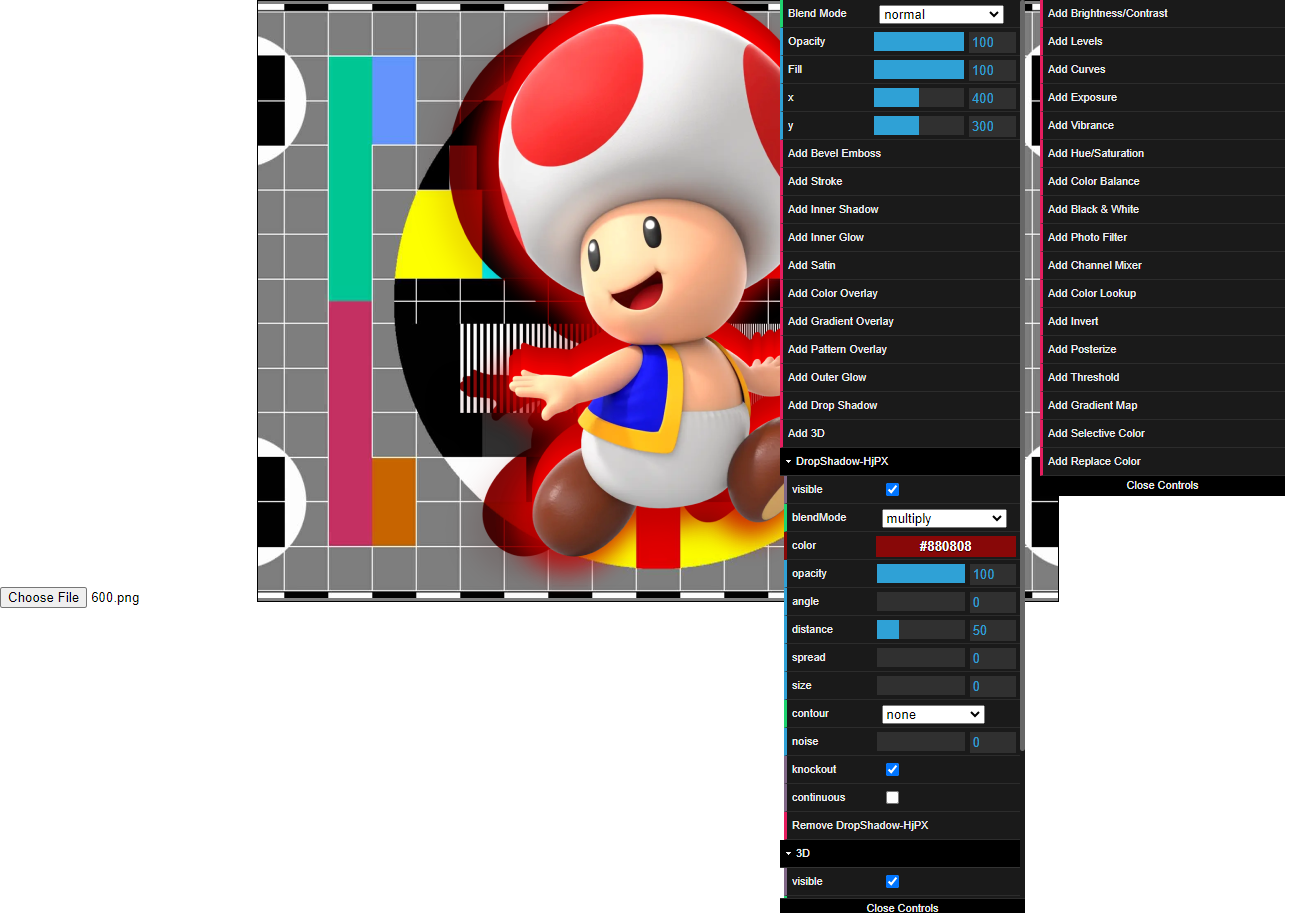 Blend Mode normal
Opacity 100
Fill 100
x 400
y 300
Add Bevel Emboss
Add Stroke
Add Inner Shadow
Add Inner Glow
Add Satin
Add Color Overlay
Add Gradient Overlay
Add Pattern Overlay
Add Outer Glow
Add Drop Shadow
Add 3D
DropShadow-HjPX
visible
blendMode multiply
color #880808
opacity 100
angle 0
distance 50
spread 0
size 0
contour none
noise 0
knockout
continuous
Remove DropShadow-HjPX
3D
visible
Close Controls
Add Brightness/Contrast
Add Levels
Add Curves
Add Exposure
Add Vibrance
Add Hue/Saturation
Add Color Balance
Add Black & White
Add Photo Filter
Add Channel Mixer
Add Color Lookup
Add Invert
Add Posterize
Add Threshold
Add Gradient Map
Add Selective Color
Add Replace Color
Close Controls
Choose File 600.png